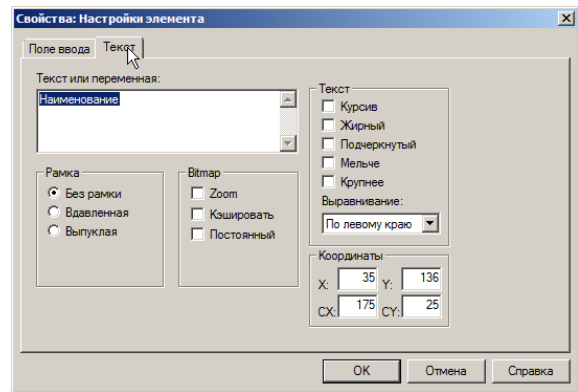 Свойства: Настройки элемента
Поле ввода Текст
Текст или переменная:
Наименование
Рамка
Без рамки
Вдавленная
Выпуклая
Bitmap
Zoom
Кэшировать
Постоянный
Текст
Курсив
Жирный
Подчеркнутый
Мельче
Крупнее
Выравнивание:
По левому краю
Координаты
X: 35 Y: 136
CX: 175 CY: 25
OK Отмена Справка